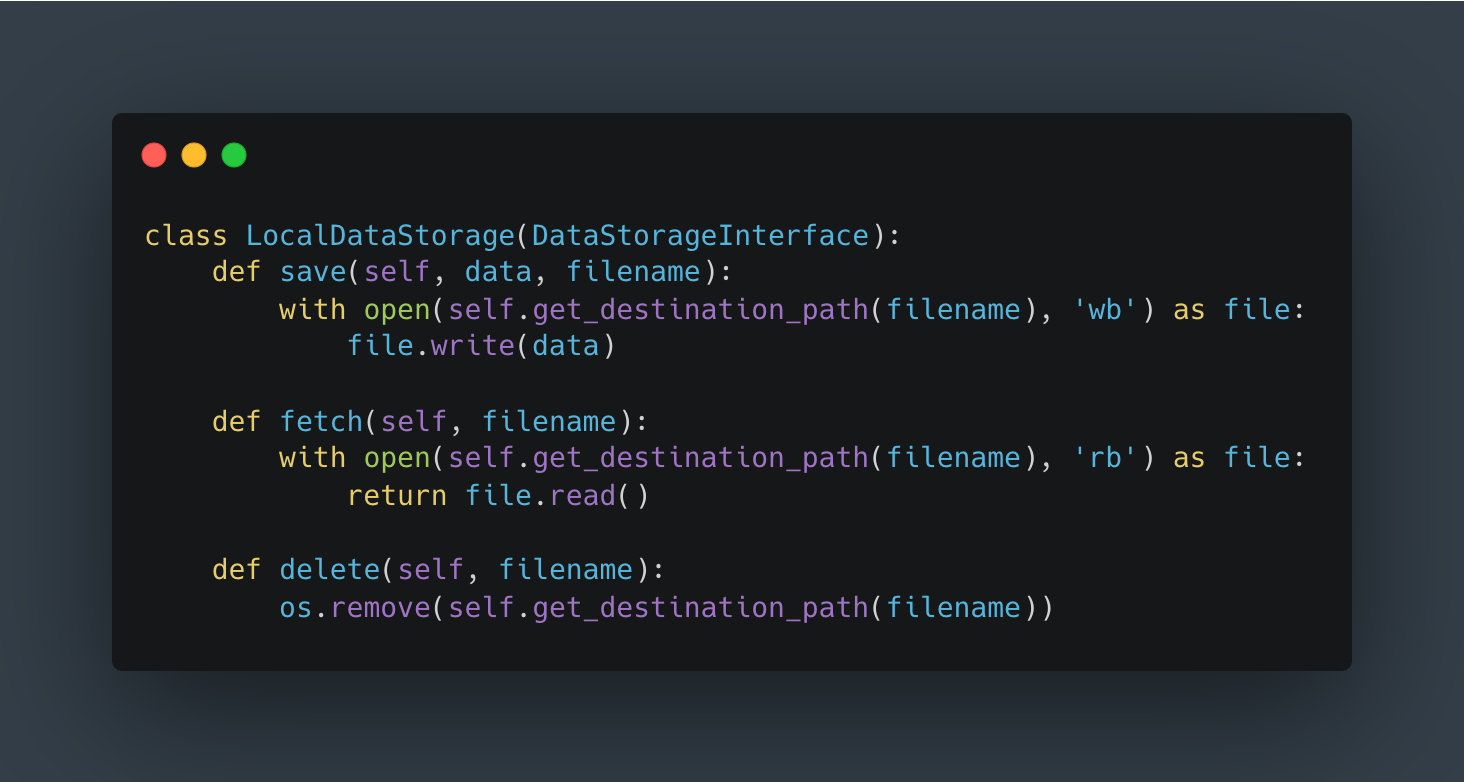 class LocalDataStorage(DataStorageInterface):
    def save(self, data, filename):
        with open(self.get_destination_path(filename), 'wb') as file:
            file.write(data)

    def fetch(self, filename):
        with open(self.get_destination_path(filename), 'rb') as file:
            return file.read()

    def delete(self, filename):
        os.remove(self.get_destination_path(filename))